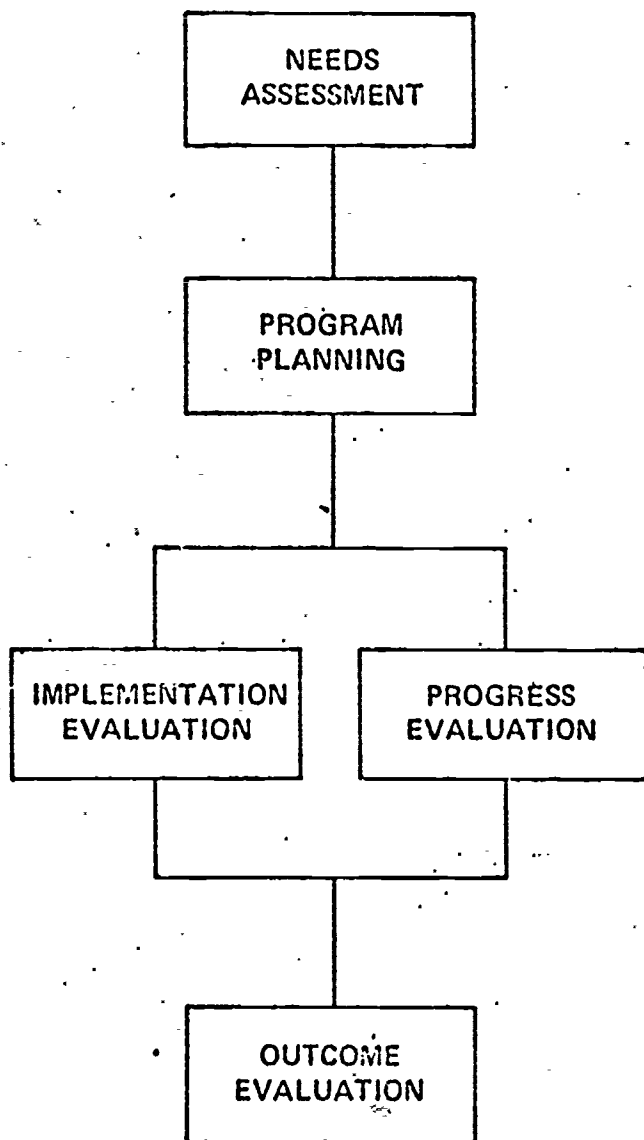 NEEDS
ASSESSMENT
PROGRAM
PLANNING
IMPLEMENTATION
EVALUATION
PROGRESS
EVALUATION
OUTCOME
EVALUATION